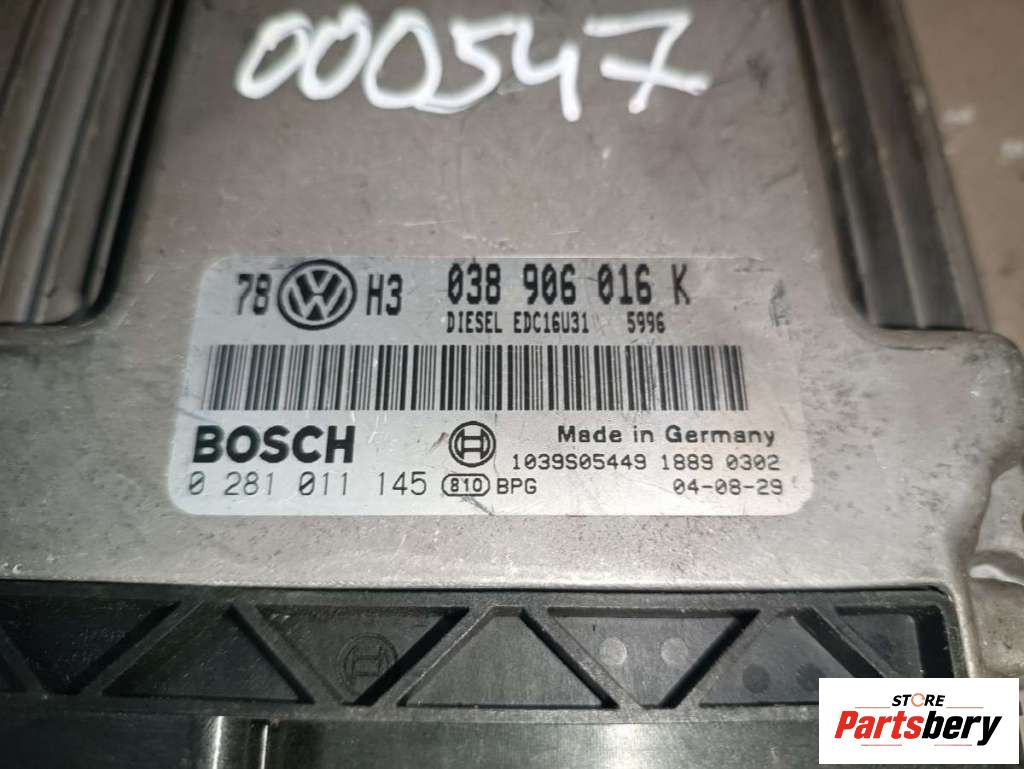 000547
78 VW H3 038 906 016 K
DIESEL EDC16U31 5996
BOSCH Made in Germany
1039S05449 1889 0302
0 281 011 145 810 BPG 04-08-29
STORE
Partsbery